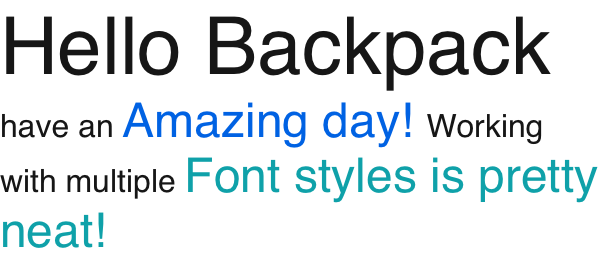 Hello Backpack
have an Amazing day! Working
with multiple Font styles is pretty
neat!